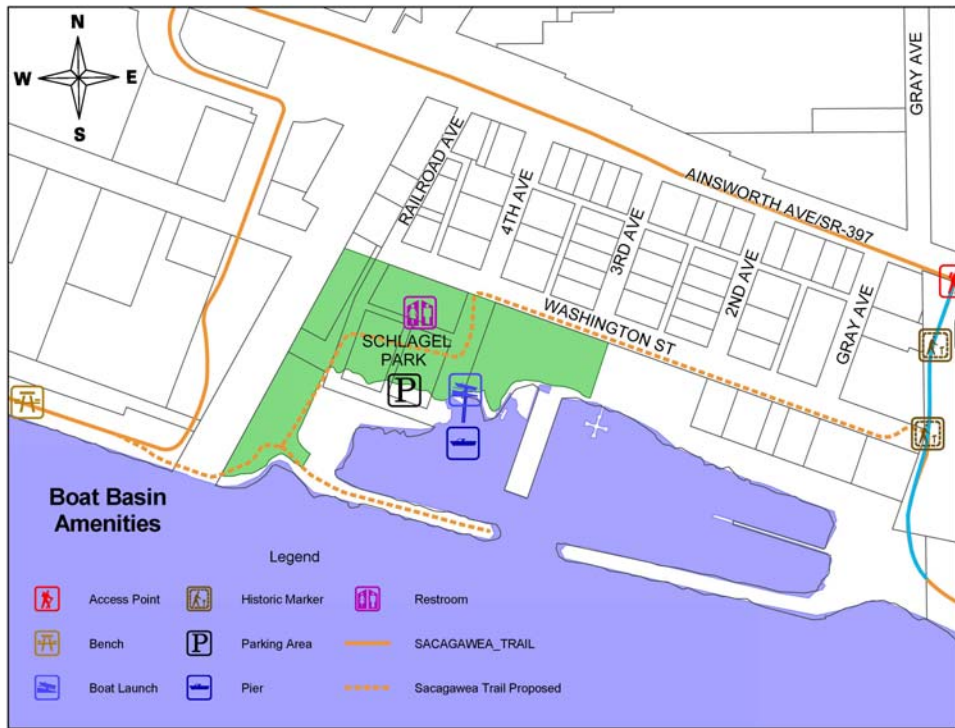 N
W E
S
GRAY AVE
RAILROAD AVE
4TH AVE
AINSWORTH AVE/SR-397
3RD AVE
2ND AVE
GRAY AVE
WASHINGTON ST
SCHLAGEL
PARK
P
Boat Basin
Amenities
Legend
Access Point
Historic Marker
Restroom
Bench
P
Parking Area
SACAGAWEA_TRAIL
Boat Launch
Pier
Sacagawea Trail Proposed